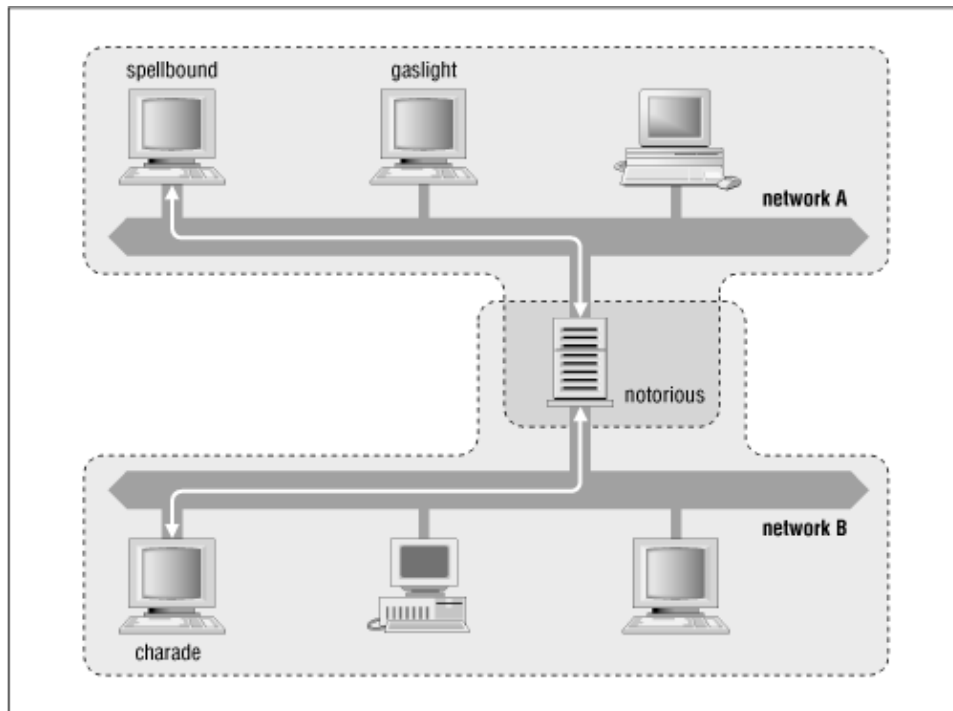 spellbound
gaslight
network A
notorious
network B
charade